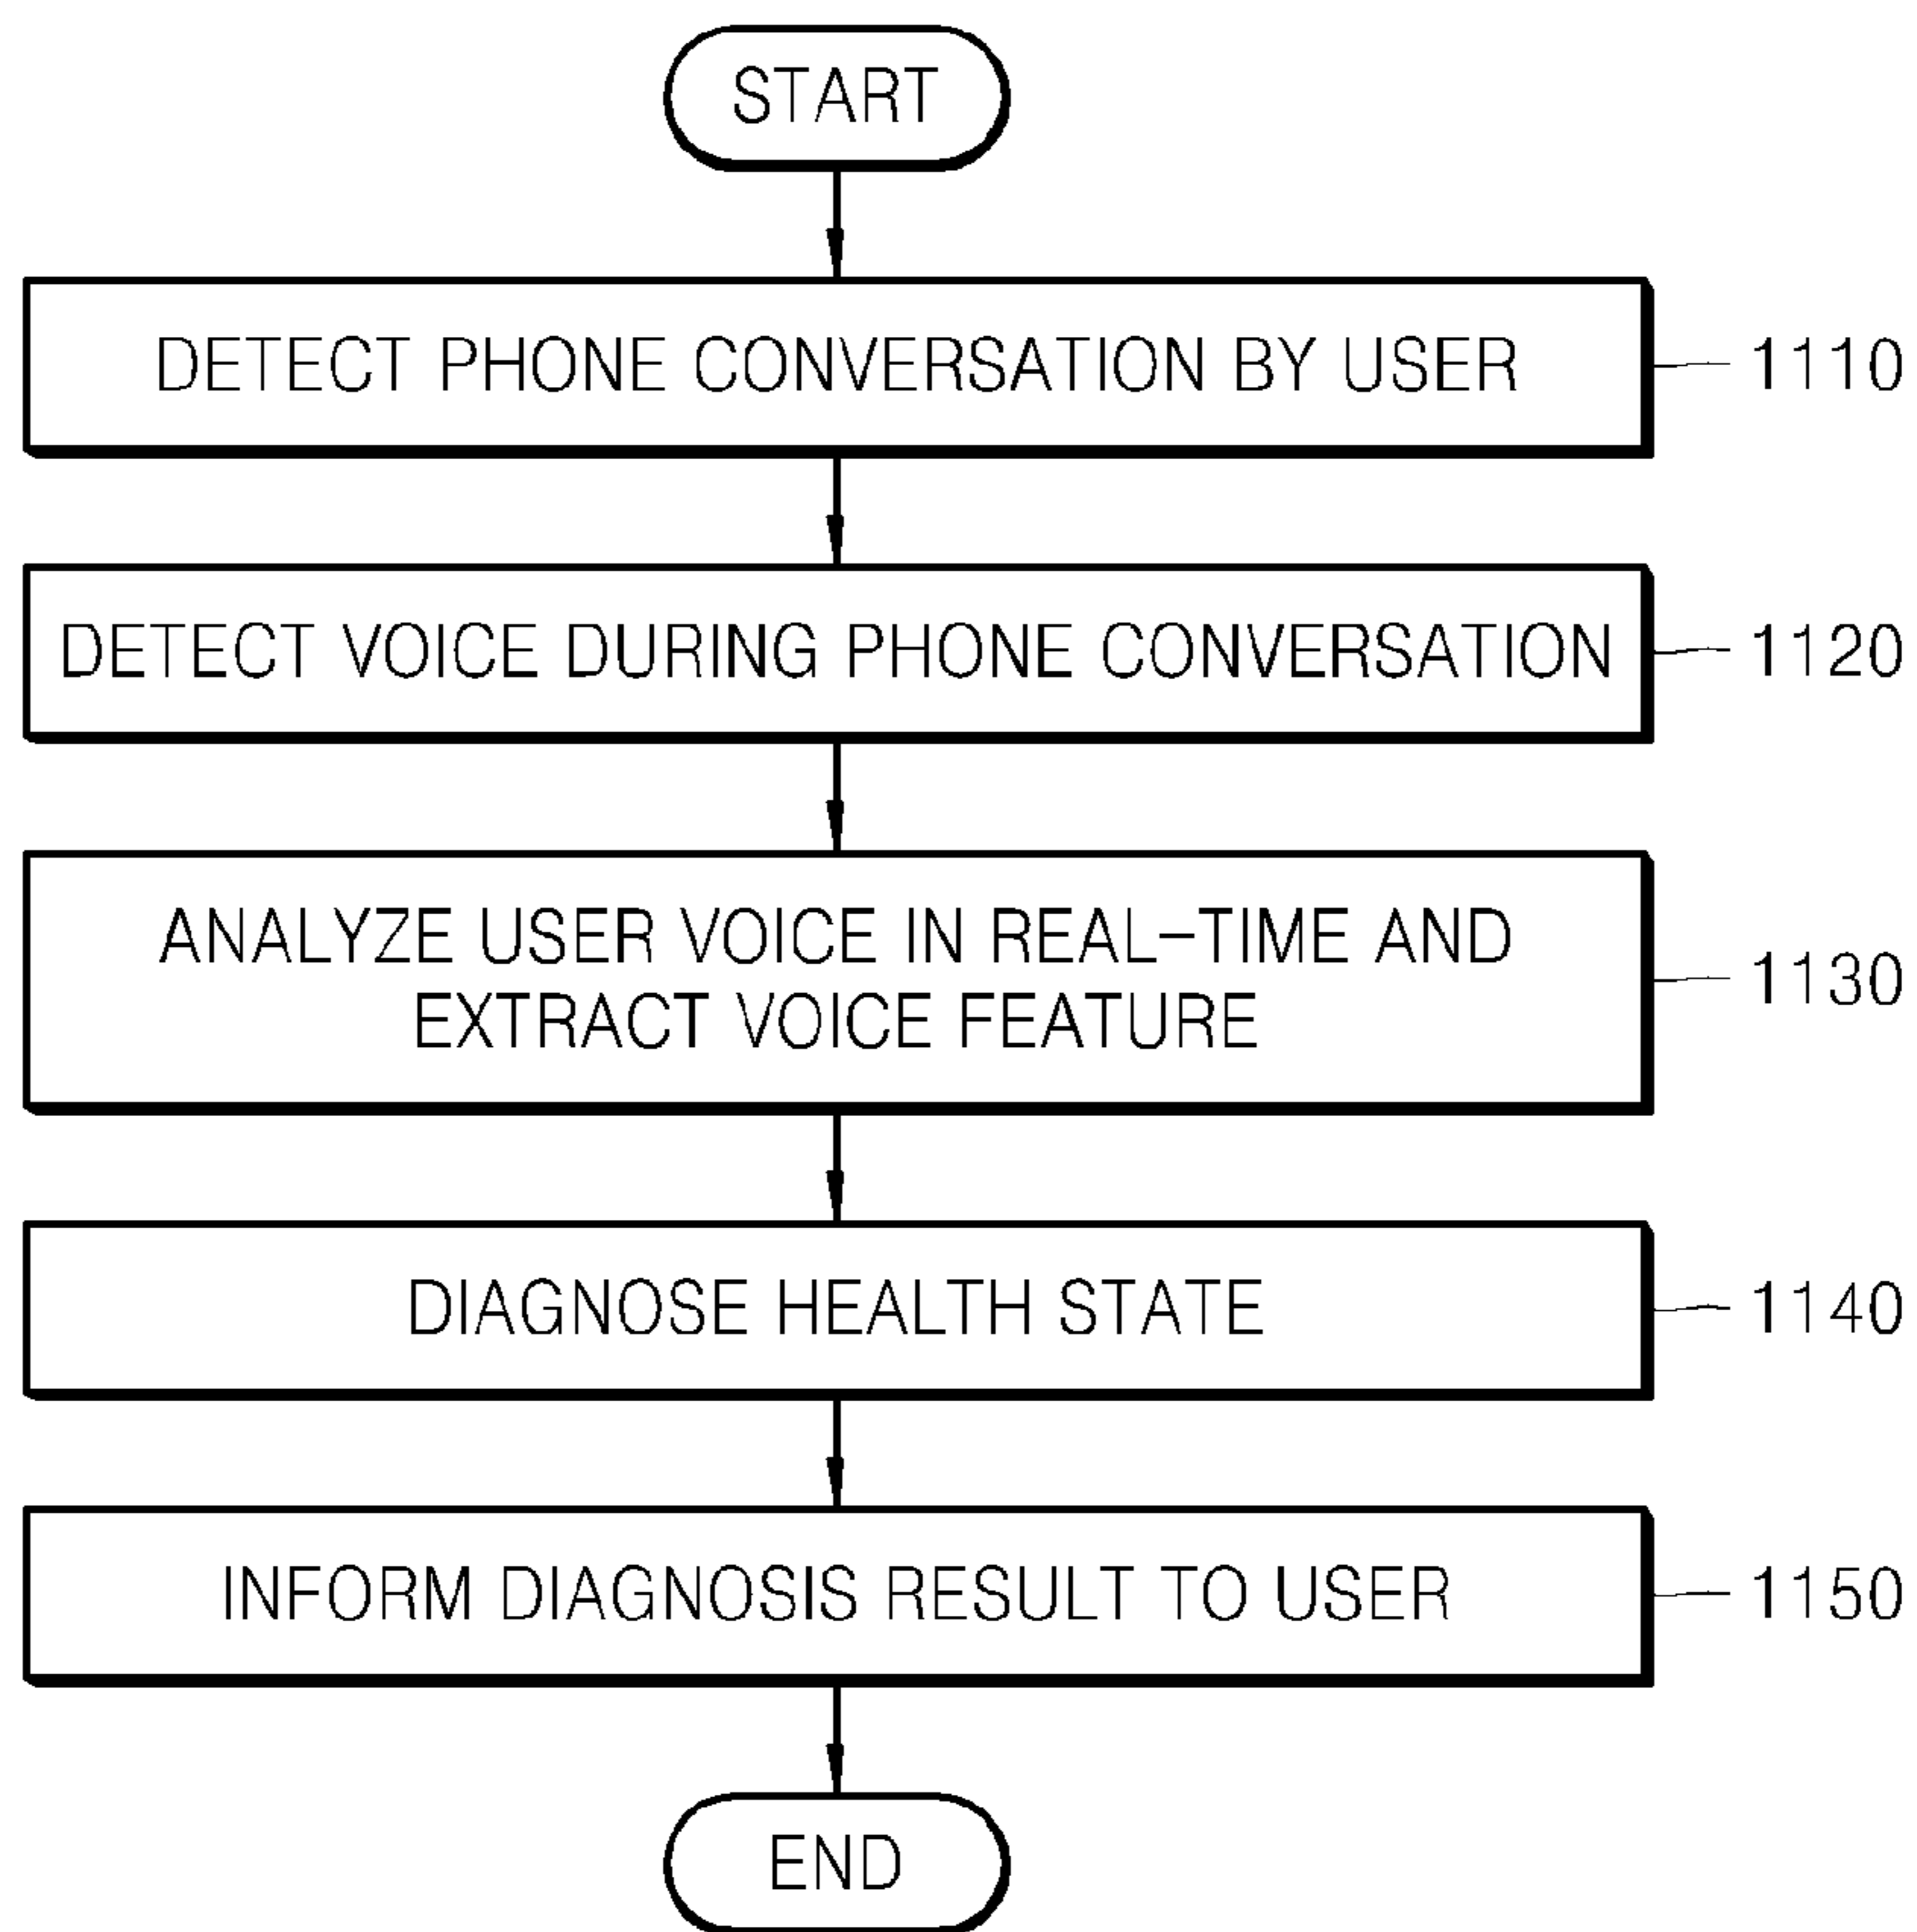 START
DETECT PHONE CONVERSATION BY USER
1110
DETECT VOICE DURING PHONE CONVERSATION
1120
ANALYZE USER VOICE IN REAL-TIME AND
EXTRACT VOICE FEATURE
1130
DIAGNOSE HEALTH STATE
1140
INFORM DIAGNOSIS RESULT TO USER
1150
END